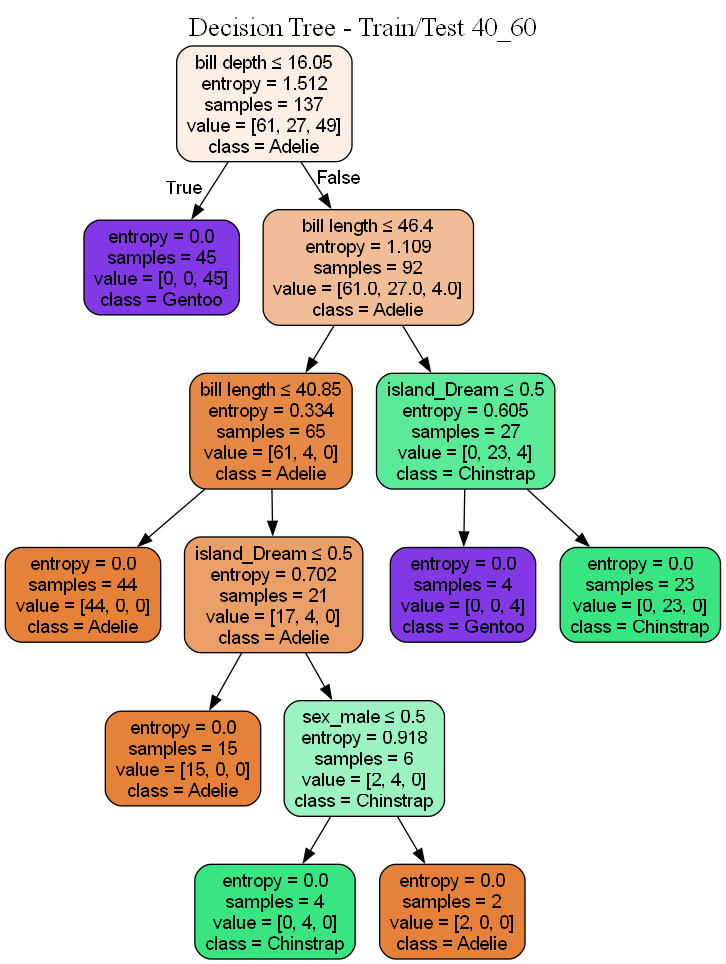 Decision Tree - Train/Test 40_60
bill depth ≤ 16.05
entropy = 1.512
samples = 137
value = [61, 27, 49]
class = Adelie
True
False
entropy = 0.0
samples = 45
value = [0, 0, 45]
class = Gentoo
bill length ≤ 46.4
entropy = 1.109
samples = 92
value = [61.0, 27.0, 4.0]
class = Adelie
bill length ≤ 40.85
entropy = 0.334
samples = 65
value = [61, 4, 0]
class = Adelie
island_Dream ≤ 0.5
entropy = 0.605
samples = 27
value = [0, 23, 4]
class = Chinstrap
entropy = 0.0
samples = 44
value = [44, 0, 0]
class = Adelie
island_Dream ≤ 0.5
entropy = 0.702
samples = 21
value = [17, 4, 0]
class = Adelie
entropy = 0.0
samples = 4
value = [0, 0, 4]
class = Gentoo
entropy = 0.0
samples = 23
value = [0, 23, 0]
class = Chinstrap
entropy = 0.0
samples = 15
value = [15, 0, 0]
class = Adelie
sex_male ≤ 0.5
entropy = 0.918
samples = 6
value = [2, 4, 0]
class = Chinstrap
entropy = 0.0
samples = 4
value = [0, 4, 0]
class = Chinstrap
entropy = 0.0
samples = 2
value = [2, 0, 0]
class = Adelie